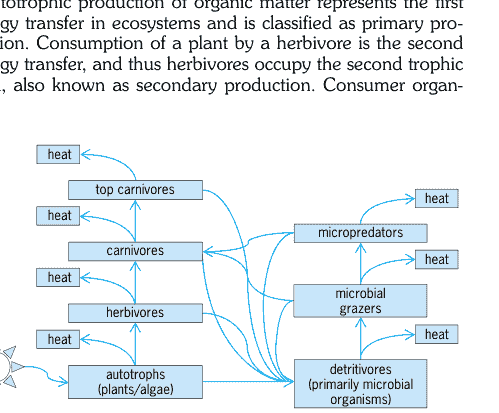 totrophic production of organic matter represents the first
gy transfer in ecosystems and is classified as primary pro-
ion. Consumption of a plant by a herbivore is the second
gy transfer, and thus herbivores occupy the second trophic
, also known as secondary production. Consumer organ-
heat
top carnivores
heat
heat
carnivores
micropredators
heat
heat
microbial
grazers
herbivores
heat
heat
autotrophs
(plants/algae)
detritivores
(primarily microbial
organisms)